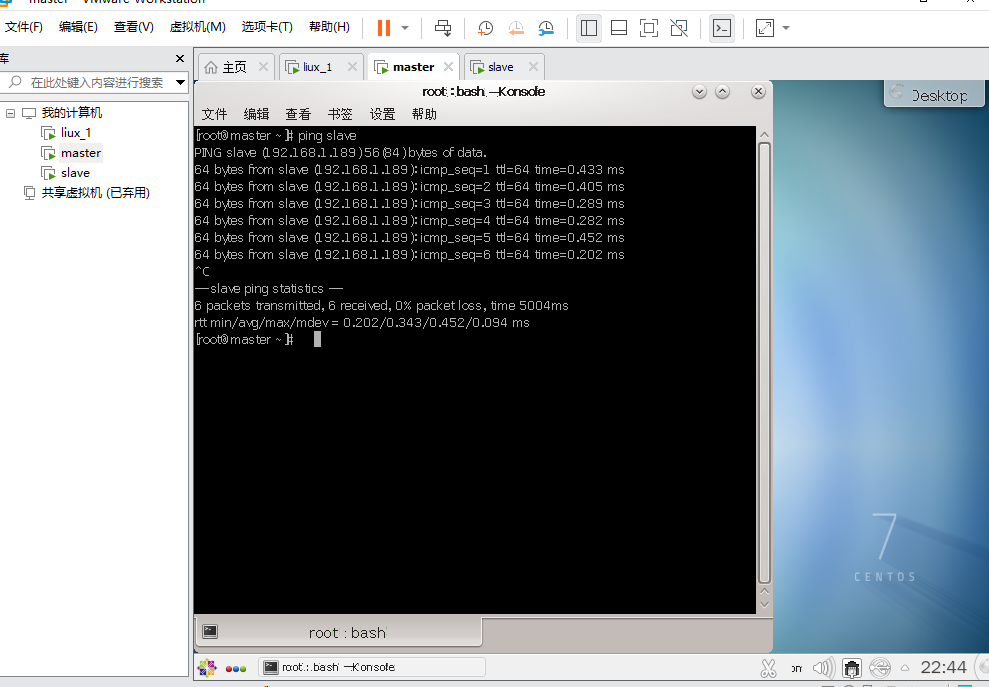 master - VMware Workstation
文件(F) 编辑(E) 查看(V) 虚拟机(M) 选项卡(T) 帮助(H)
库
在此处键入内容进行搜索
我的计算机
liux_1
master
slave
共享虚拟机 (已弃用)
主页 liux_1 master slave
root : bash – Konsole
文件 编辑 查看 书签 设置 帮助
[root@master ~]# ping slave
PING slave (192.168.1.189) 56(84) bytes of data.
64 bytes from slave (192.168.1.189): icmp_seq=1 ttl=64 time=0.433 ms
64 bytes from slave (192.168.1.189): icmp_seq=2 ttl=64 time=0.405 ms
64 bytes from slave (192.168.1.189): icmp_seq=3 ttl=64 time=0.289 ms
64 bytes from slave (192.168.1.189): icmp_seq=4 ttl=64 time=0.282 ms
64 bytes from slave (192.168.1.189): icmp_seq=5 ttl=64 time=0.452 ms
64 bytes from slave (192.168.1.189): icmp_seq=6 ttl=64 time=0.202 ms
^C
--- slave ping statistics ---
6 packets transmitted, 6 received, 0% packet loss, time 5004ms
rtt min/avg/max/mdev = 0.202/0.343/0.452/0.094 ms
[root@master ~]#
Desktop
7
CENTOS
root : bash
root : bash – Konsole
22:44